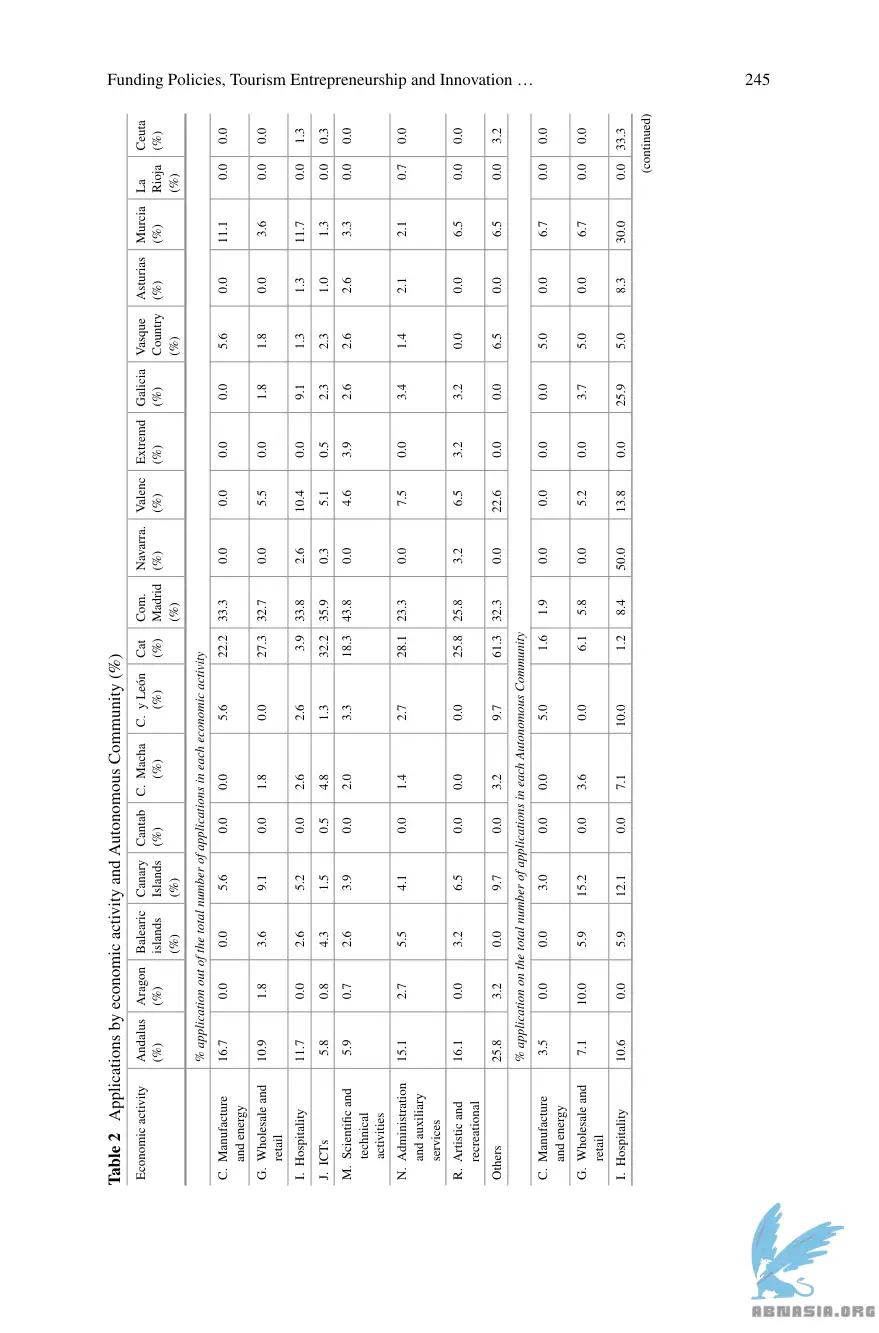 Funding Policies, Tourism Entrepreneurship and Innovation … 245
Table 2 Applications by economic activity and Autonomous Community (%)
Economic activity Andalus Aragon Balearic Canary Cantab C. Macha C. y León Cat Com. Navarra. Valenc Extremd Galicia Vasque Asturias Murcia La Ceuta
(%) (%) islands Islands (%) (%) (%) (%) Madrid (%) (%) (%) (%) Country (%) (%) Rioja (%)
(%) (%) (%) (%) (%)
% application out of the total number of applications in each economic activity
C. Manufacture 16.7 0.0 0.0 5.6 0.0 0.0 5.6 22.2 33.3 0.0 0.0 0.0 0.0 5.6 0.0 11.1 0.0 0.0
and energy
G. Wholesale and 10.9 1.8 3.6 9.1 0.0 1.8 0.0 27.3 32.7 0.0 5.5 0.0 1.8 1.8 0.0 3.6 0.0 0.0
retail
I. Hospitality 11.7 0.0 2.6 5.2 0.0 2.6 2.6 3.9 33.8 2.6 10.4 0.0 9.1 1.3 1.3 11.7 0.0 1.3
J. ICTs 5.8 0.8 4.3 1.5 0.5 4.8 1.3 32.2 35.9 0.3 5.1 0.5 2.3 2.3 1.0 1.3 0.0 0.3
M. Scientific and 5.9 0.7 2.6 3.9 0.0 2.0 3.3 18.3 43.8 0.0 4.6 3.9 2.6 2.6 2.6 3.3 0.0 0.0
technical
activities
N. Administration 15.1 2.7 5.5 4.1 0.0 1.4 2.7 28.1 23.3 0.0 7.5 0.0 3.4 1.4 2.1 2.1 0.7 0.0
and auxiliary
services
R. Artistic and 16.1 0.0 3.2 6.5 0.0 0.0 0.0 25.8 25.8 3.2 6.5 3.2 3.2 0.0 0.0 6.5 0.0 0.0
recreational
Others 25.8 3.2 0.0 9.7 0.0 3.2 9.7 61.3 32.3 0.0 22.6 0.0 0.0 6.5 0.0 6.5 0.0 3.2
% application on the total number of applications in each Autonomous Community
C. Manufacture 3.5 0.0 0.0 3.0 0.0 0.0 5.0 1.6 1.9 0.0 0.0 0.0 0.0 5.0 0.0 6.7 0.0 0.0
and energy
G. Wholesale and 7.1 10.0 5.9 15.2 0.0 3.6 0.0 6.1 5.8 0.0 5.2 0.0 3.7 5.0 0.0 6.7 0.0 0.0
retail
I. Hospitality 10.6 0.0 5.9 12.1 0.0 7.1 10.0 1.2 8.4 50.0 13.8 0.0 25.9 5.0 8.3 30.0 0.0 33.3
(continued)
ABNASIA.ORG